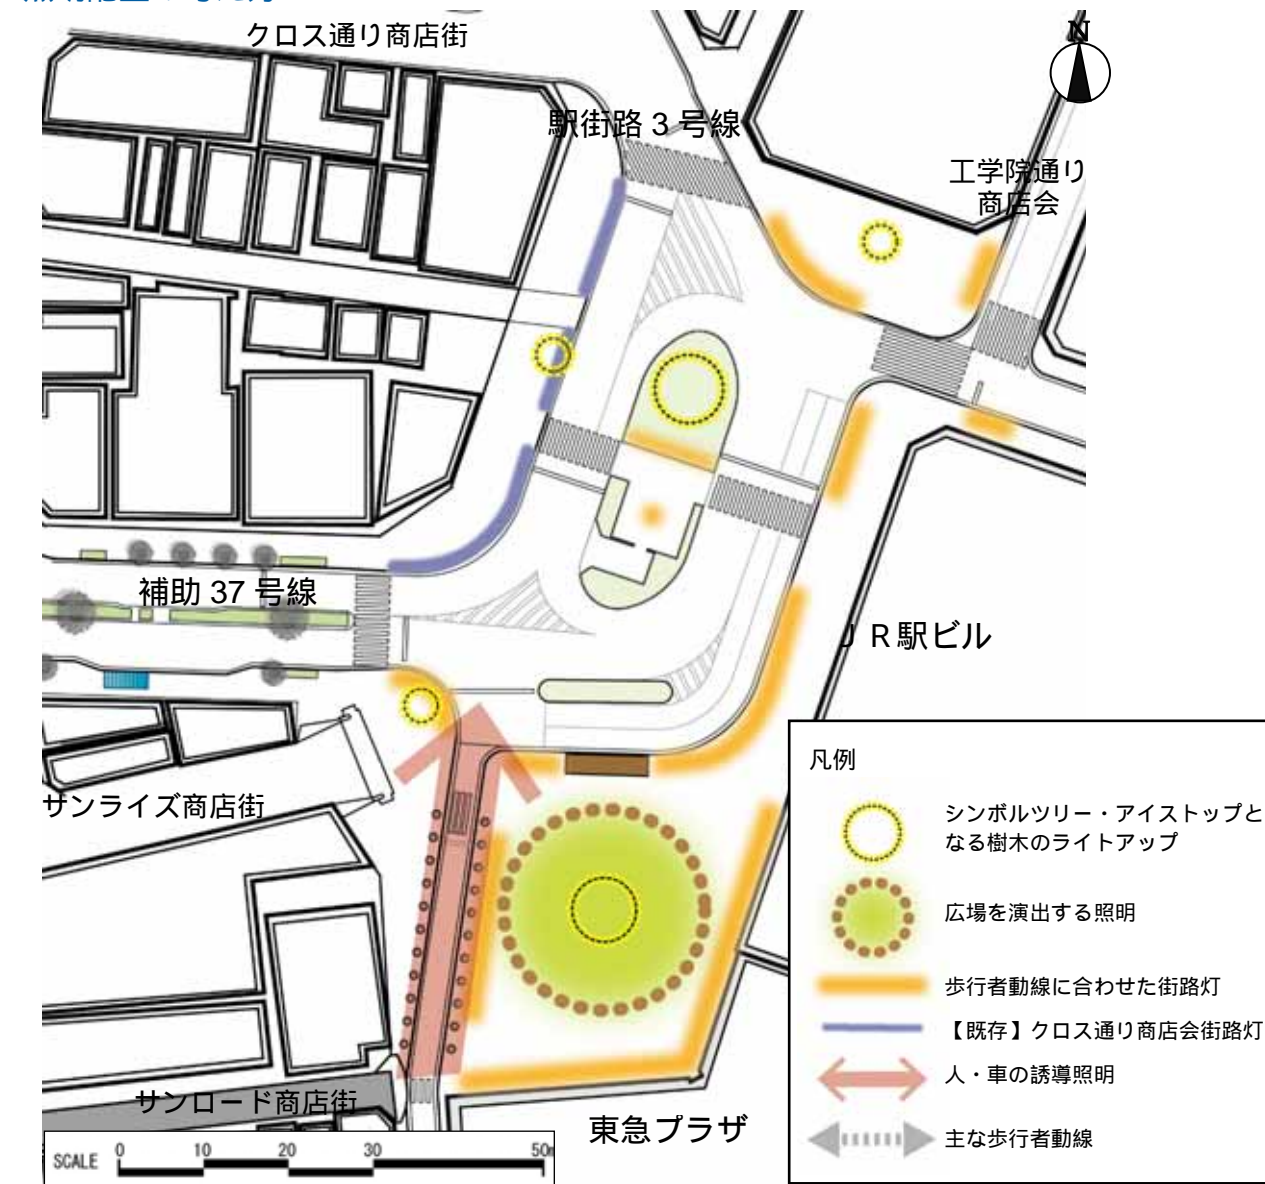 クロス通り商店街
N
駅街路 3 号線
工学院通り
商店会
補助 37 号線
ＪＲ駅ビル
サンライズ商店街
サンロード商店街
東急プラザ
SCALE 0 10 20 30 50m
凡例
シンボルツリー・アイストップと
なる樹木のライトアップ
広場を演出する照明
歩行者動線に合わせた街路灯
【既存】クロス通り商店会街路灯
人・車の誘導照明
主な歩行者動線